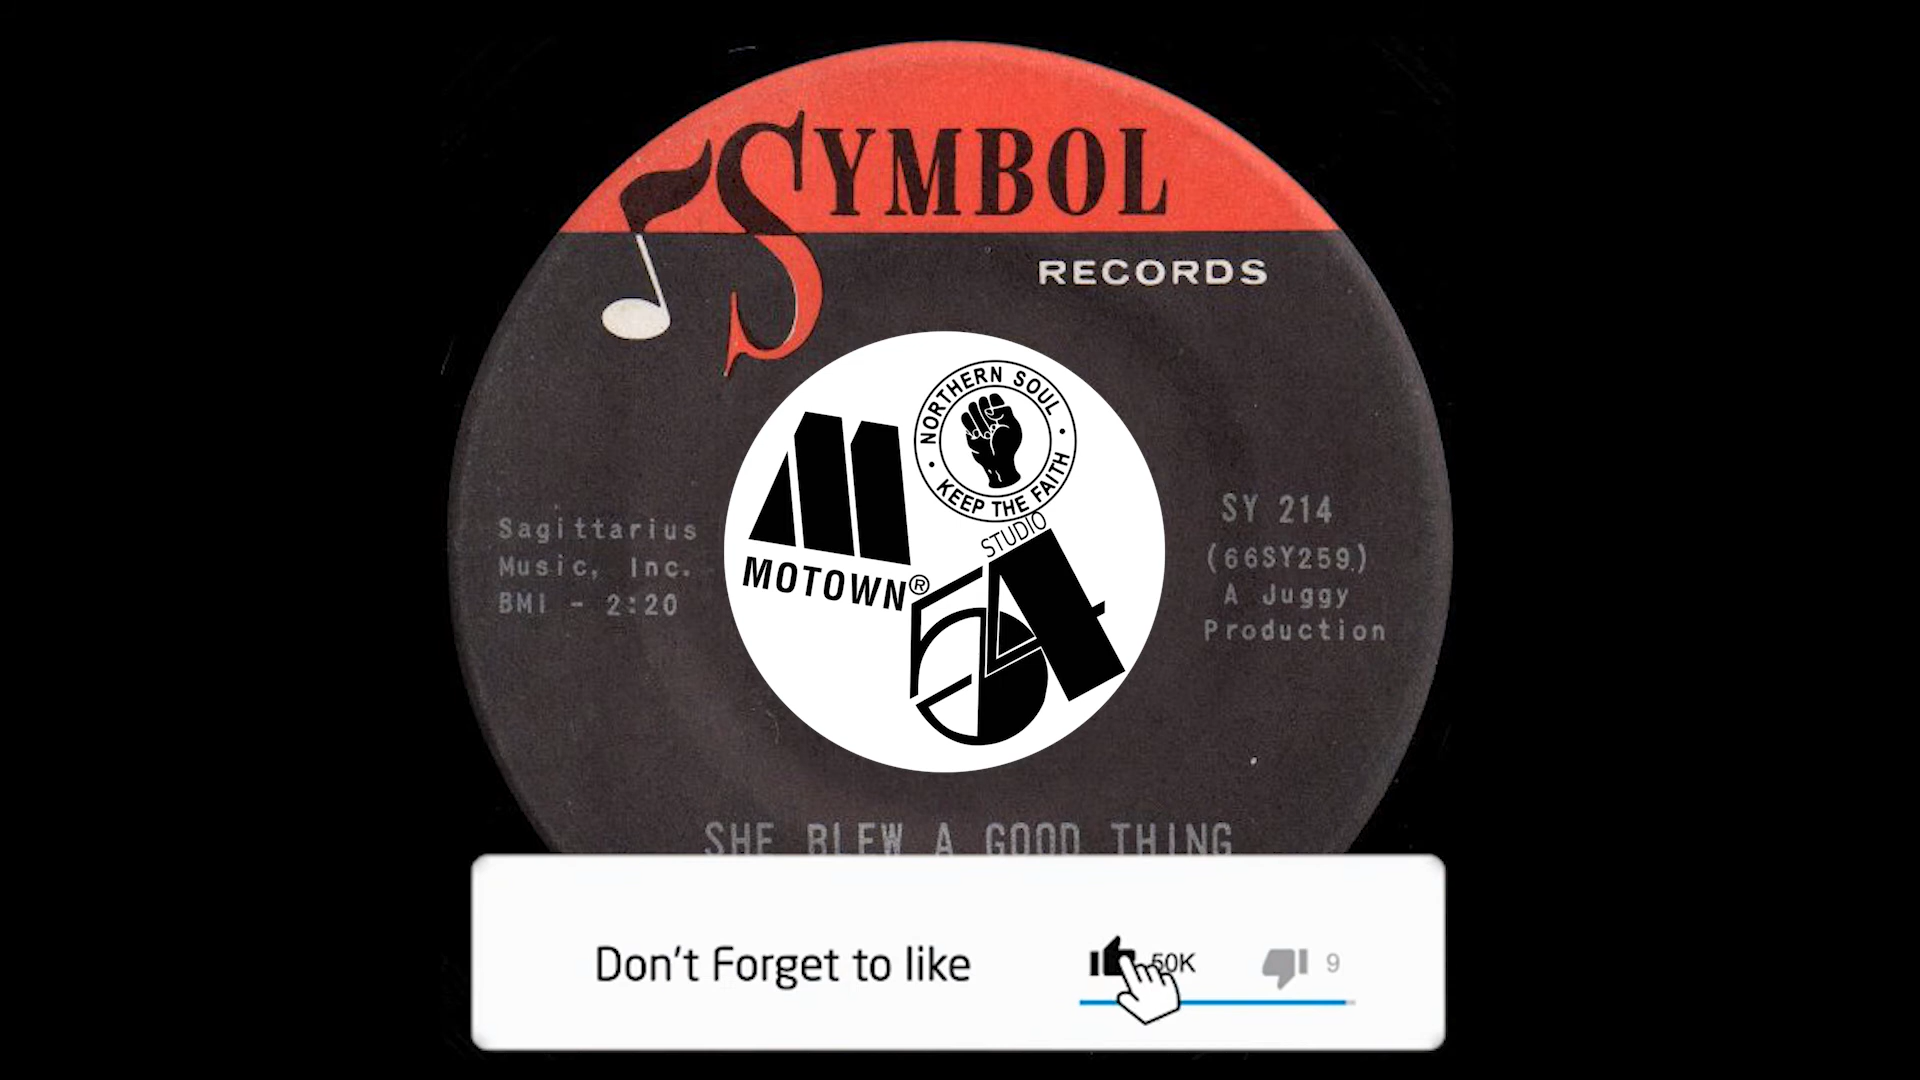 SYMBOL
RECORDS
NORTHERN SOUL
KEEP THE FAITH
MOTOWN®
STUDIO
54
Sagittarius
Music, Inc.
BMI - 2:20
SY 214
(66SY259)
A Juggy
Production
SHE BLEW A GOOD THING
Don't Forget to like
50K
9